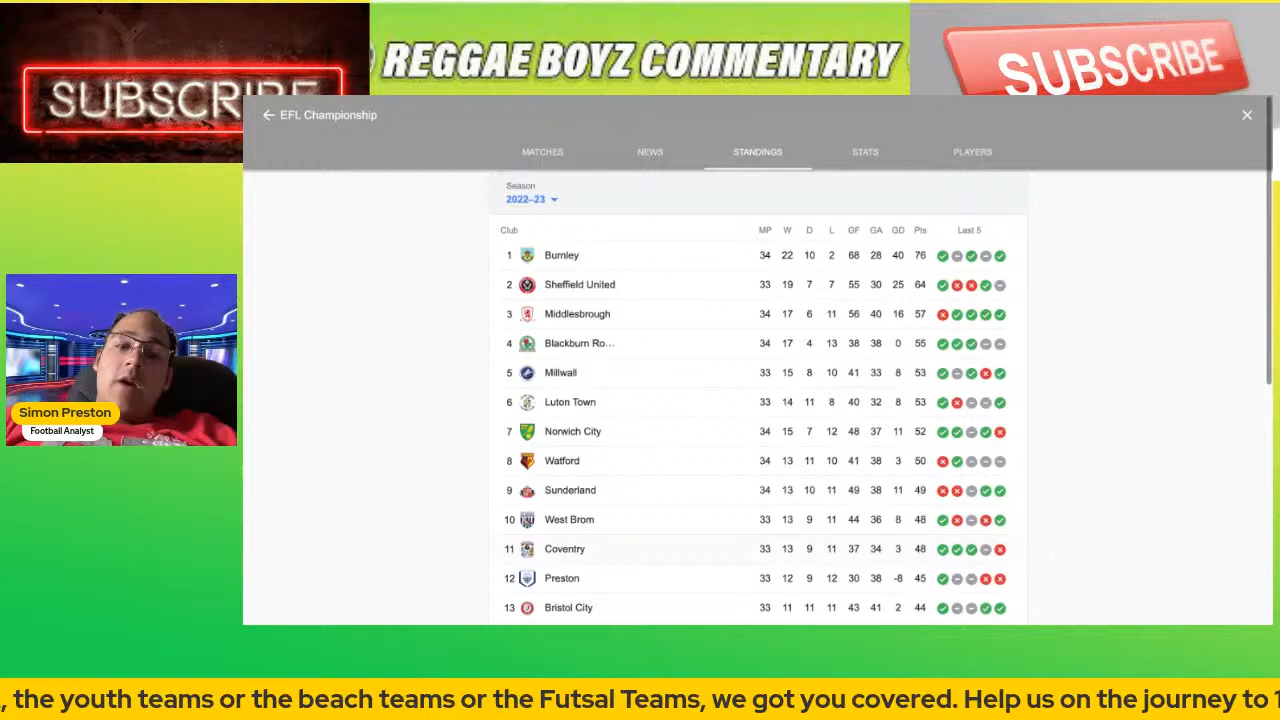 SUBSCRIBE
REGGAE BOYZ COMMENTARY
SUBSCRIBE
EFL Championship
MATCHES NEWS STANDINGS STATS PLAYERS
Season
2022–23
Club MP W D L GF GA GD Pts Last 5
1 Burnley 34 22 10 2 68 28 40 76
2 Sheffield United 33 19 7 7 55 30 25 64
3 Middlesbrough 34 17 6 11 56 40 16 57
4 Blackburn Ro... 34 17 4 13 38 38 0 55
5 Millwall 33 15 8 10 41 33 8 53
6 Luton Town 33 14 11 8 40 32 8 53
7 Norwich City 34 15 7 12 48 37 11 52
8 Watford 34 13 11 10 41 38 3 50
9 Sunderland 34 13 10 11 49 38 11 49
10 West Brom 33 13 9 11 44 36 8 48
11 Coventry 33 13 9 11 37 34 3 48
12 Preston 33 12 9 12 30 38 -8 45
13 Bristol City 33 11 11 11 43 41 2 44
Simon Preston
Football Analyst
, the youth teams or the beach teams or the Futsal Teams, we got you covered. Help us on the journey to